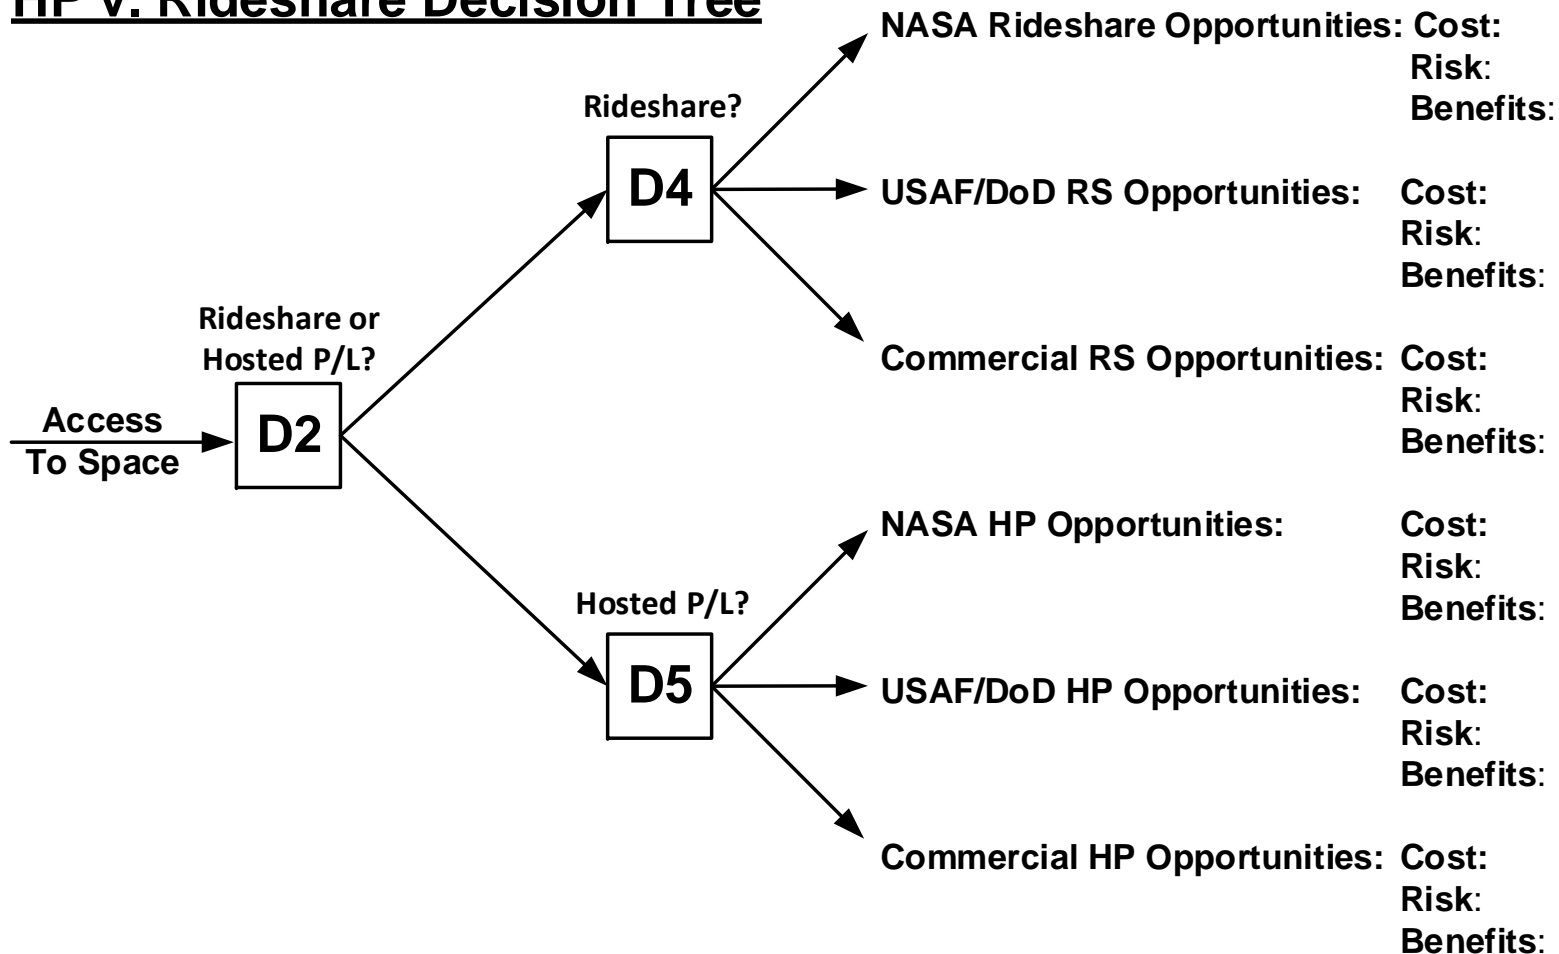 HP v. Rideshare Decision Tree
NASA Rideshare Opportunities: Cost:
Risk:
Benefits:
Rideshare?
D4
USAF/DoD RS Opportunities: Cost:
Risk:
Benefits:
Rideshare or
Hosted P/L?
Commercial RS Opportunities: Cost:
Risk:
Benefits:
Access
To Space
D2
NASA HP Opportunities: Cost:
Risk:
Benefits:
Hosted P/L?
D5
USAF/DoD HP Opportunities: Cost:
Risk:
Benefits:
Commercial HP Opportunities: Cost:
Risk:
Benefits: